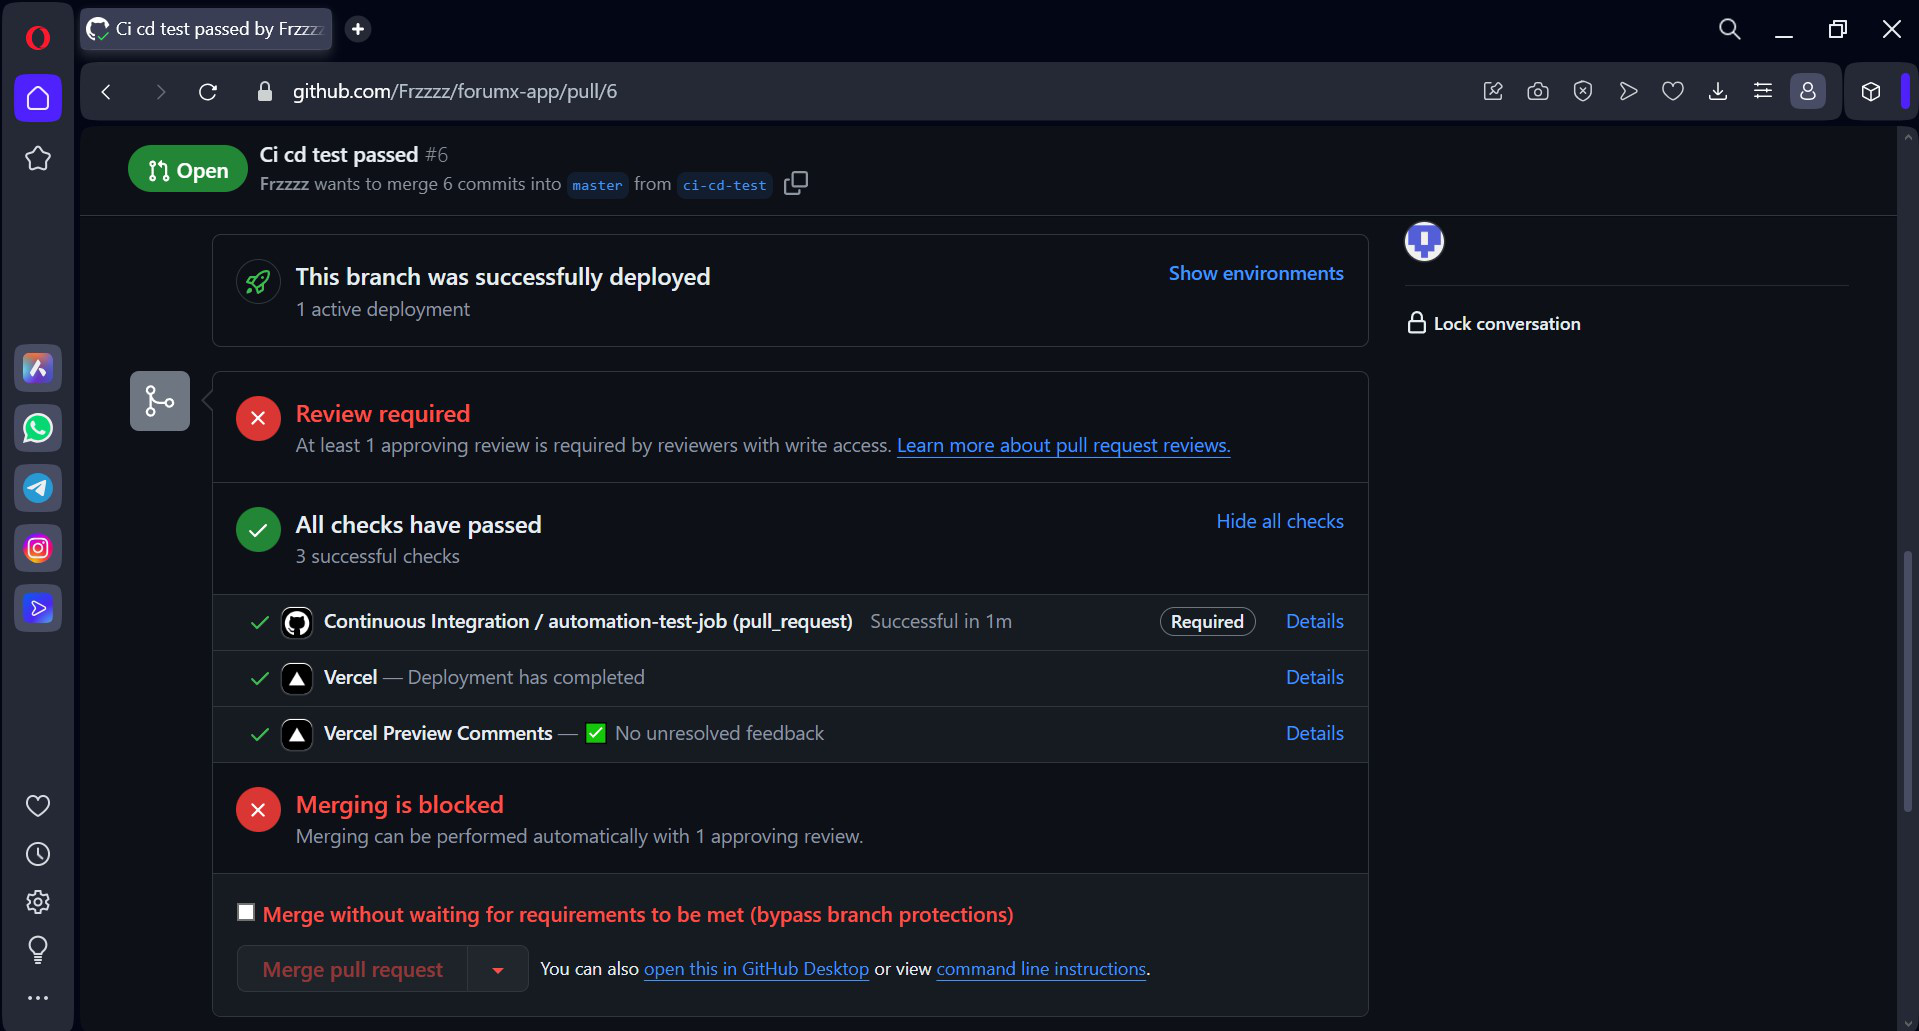 Ci cd test passed by Frzzzz
github.com/Frzzzz/forumx-app/pull/6
Open
Ci cd test passed #6
Frzzzz wants to merge 6 commits into master from ci-cd-test
This branch was successfully deployed
Show environments
1 active deployment
Lock conversation
Review required
At least 1 approving review is required by reviewers with write access. Learn more about pull request reviews.
All checks have passed
Hide all checks
3 successful checks
Continuous Integration / automation-test-job (pull_request) Successful in 1m Required Details
Vercel — Deployment has completed Details
Vercel Preview Comments — ✅ No unresolved feedback Details
Merging is blocked
Merging can be performed automatically with 1 approving review.
Merge without waiting for requirements to be met (bypass branch protections)
Merge pull request You can also open this in GitHub Desktop or view command line instructions.